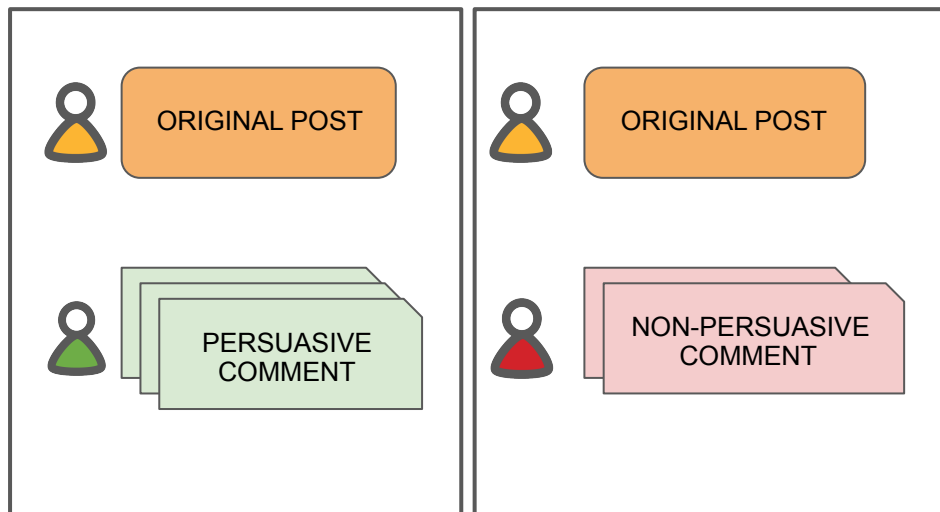 ORIGINAL POST
PERSUASIVE
COMMENT
ORIGINAL POST
NON-PERSUASIVE
COMMENT